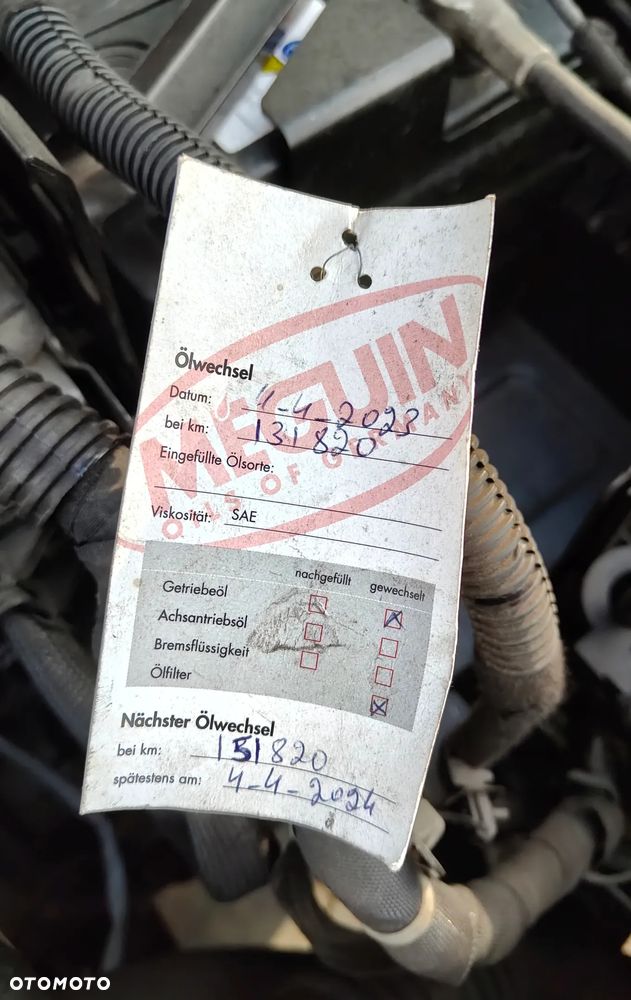 Ölwechsel
Datum: 4-4-2023
bei km: 131820
Eingefüllte Ölsorte:
MEGUIN
OILS OF GERMANY
Viskosität: SAE
nachgefüllt gewechselt
Getriebeöl
Achsantriebsöl
Bremsflüssigkeit
Ölfilter
Nächster Ölwechsel
bei km: 151820
spätestens am: 4-4-2024
OTOMOTO